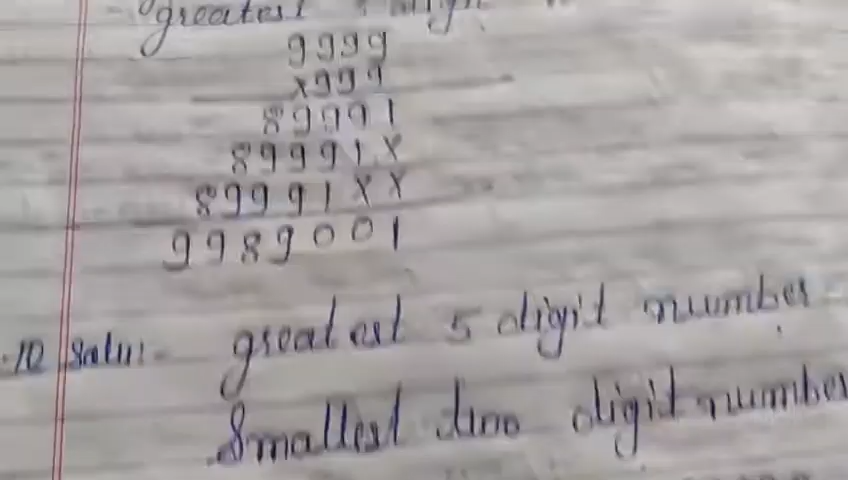 greatest
9999
x999
89991
89991x
89991xx
9989001
10 Solu:- greatest 5 digit number
Smallest two digit number